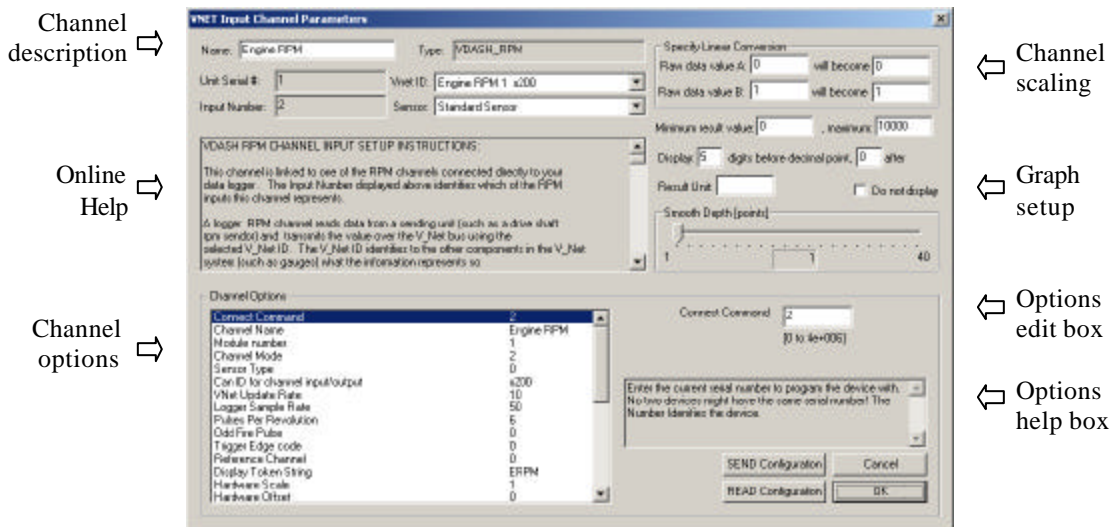 VNET Input Channel Parameters
Channel description
Name: Engine RPM
Type: VDASH_RPM
Unit Serial #: 1
Vnet ID: Engine RPM 1 x200
Input Number: 2
Sensor: Standard Sensor
Specify Linear Conversion
Raw data value A: 0 will become 0
Raw data value B: 1 will become 1
Channel scaling
Minimum result value: 0 , maximum: 10000
Display: 5 digits before decimal point, 0 after
Result Unit
Do not display
Smooth Depth (points)
1 1 40
Graph setup
Online Help
VDASH RPM CHANNEL INPUT SETUP INSTRUCTIONS:
This channel is linked to one of the RPM channels connected directly to your
data logger. The Input Number displayed above identifies which of the RPM
inputs this channel represents.
A logger RPM channel reads data from a sending unit (such as a drive shaft
rpm sendor) and transmits the value over the V_Net bus using the
selected V_Net ID. The V_Net ID identifies to the other components in the V_Net
system (such as gauges) what the information represents so
Channel options
Channel Options
Connect Command 2
Channel Name Engine RPM
Module number 1
Channel Mode 2
Sensor Type 0
Can ID for channel input/output x200
VNet Update Rate 10
Logger Sample Rate 50
Pulses Per Revolution 6
Odd Fire Pulse 0
Trigger Edge code 0
Reference Channel 0
Display Token String ERPM
Hardware Scale 1
Hardware Offset 0
Connect Command 2
(0 to 4e+006)
Options edit box
Enter the current serial number to program the device with.
No two devices might have the same serial number! The
Number Identifies the device.
Options help box
SEND Configuration
Cancel
READ Configuration
OK